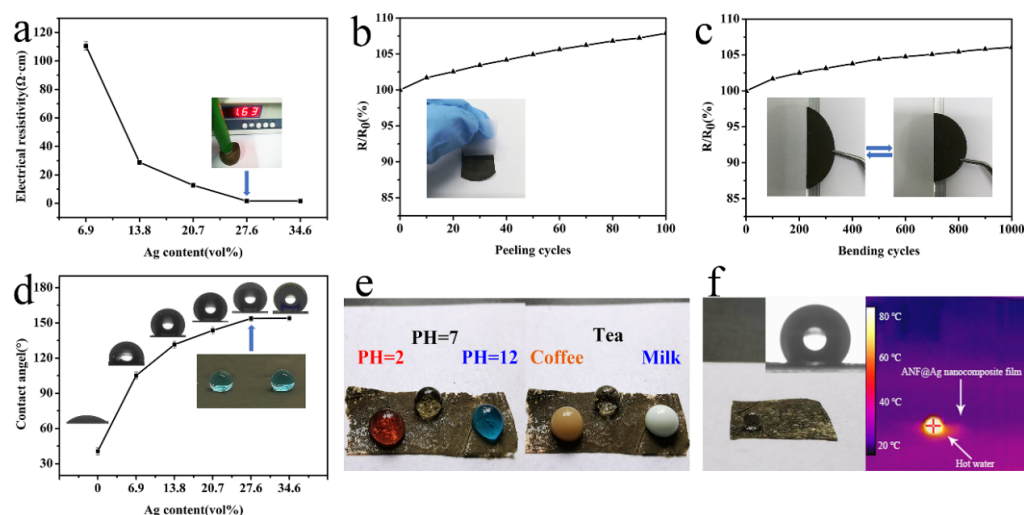 a
Electrical resistivity(Ω·cm)
120
100
80
60
40
20
0
1.63
6.9 13.8 20.7 27.6 34.6
Ag content(vol%)
b
R/R0(%)
110
105
100
95
90
85
0 20 40 60 80 100
Peeling cycles
c
R/R0(%)
110
105
100
95
90
85
0 200 400 600 800 1000
Bending cycles
d
Contact angel(°)
180
150
120
90
60
30
0 6.9 13.8 20.7 27.6 34.6
Ag content(vol%)
e
PH=7
PH=2 PH=12
Tea
Coffee Milk
f
80 °C
60 °C
40 °C
20 °C
ANF@Ag nanocomposite film
Hot water